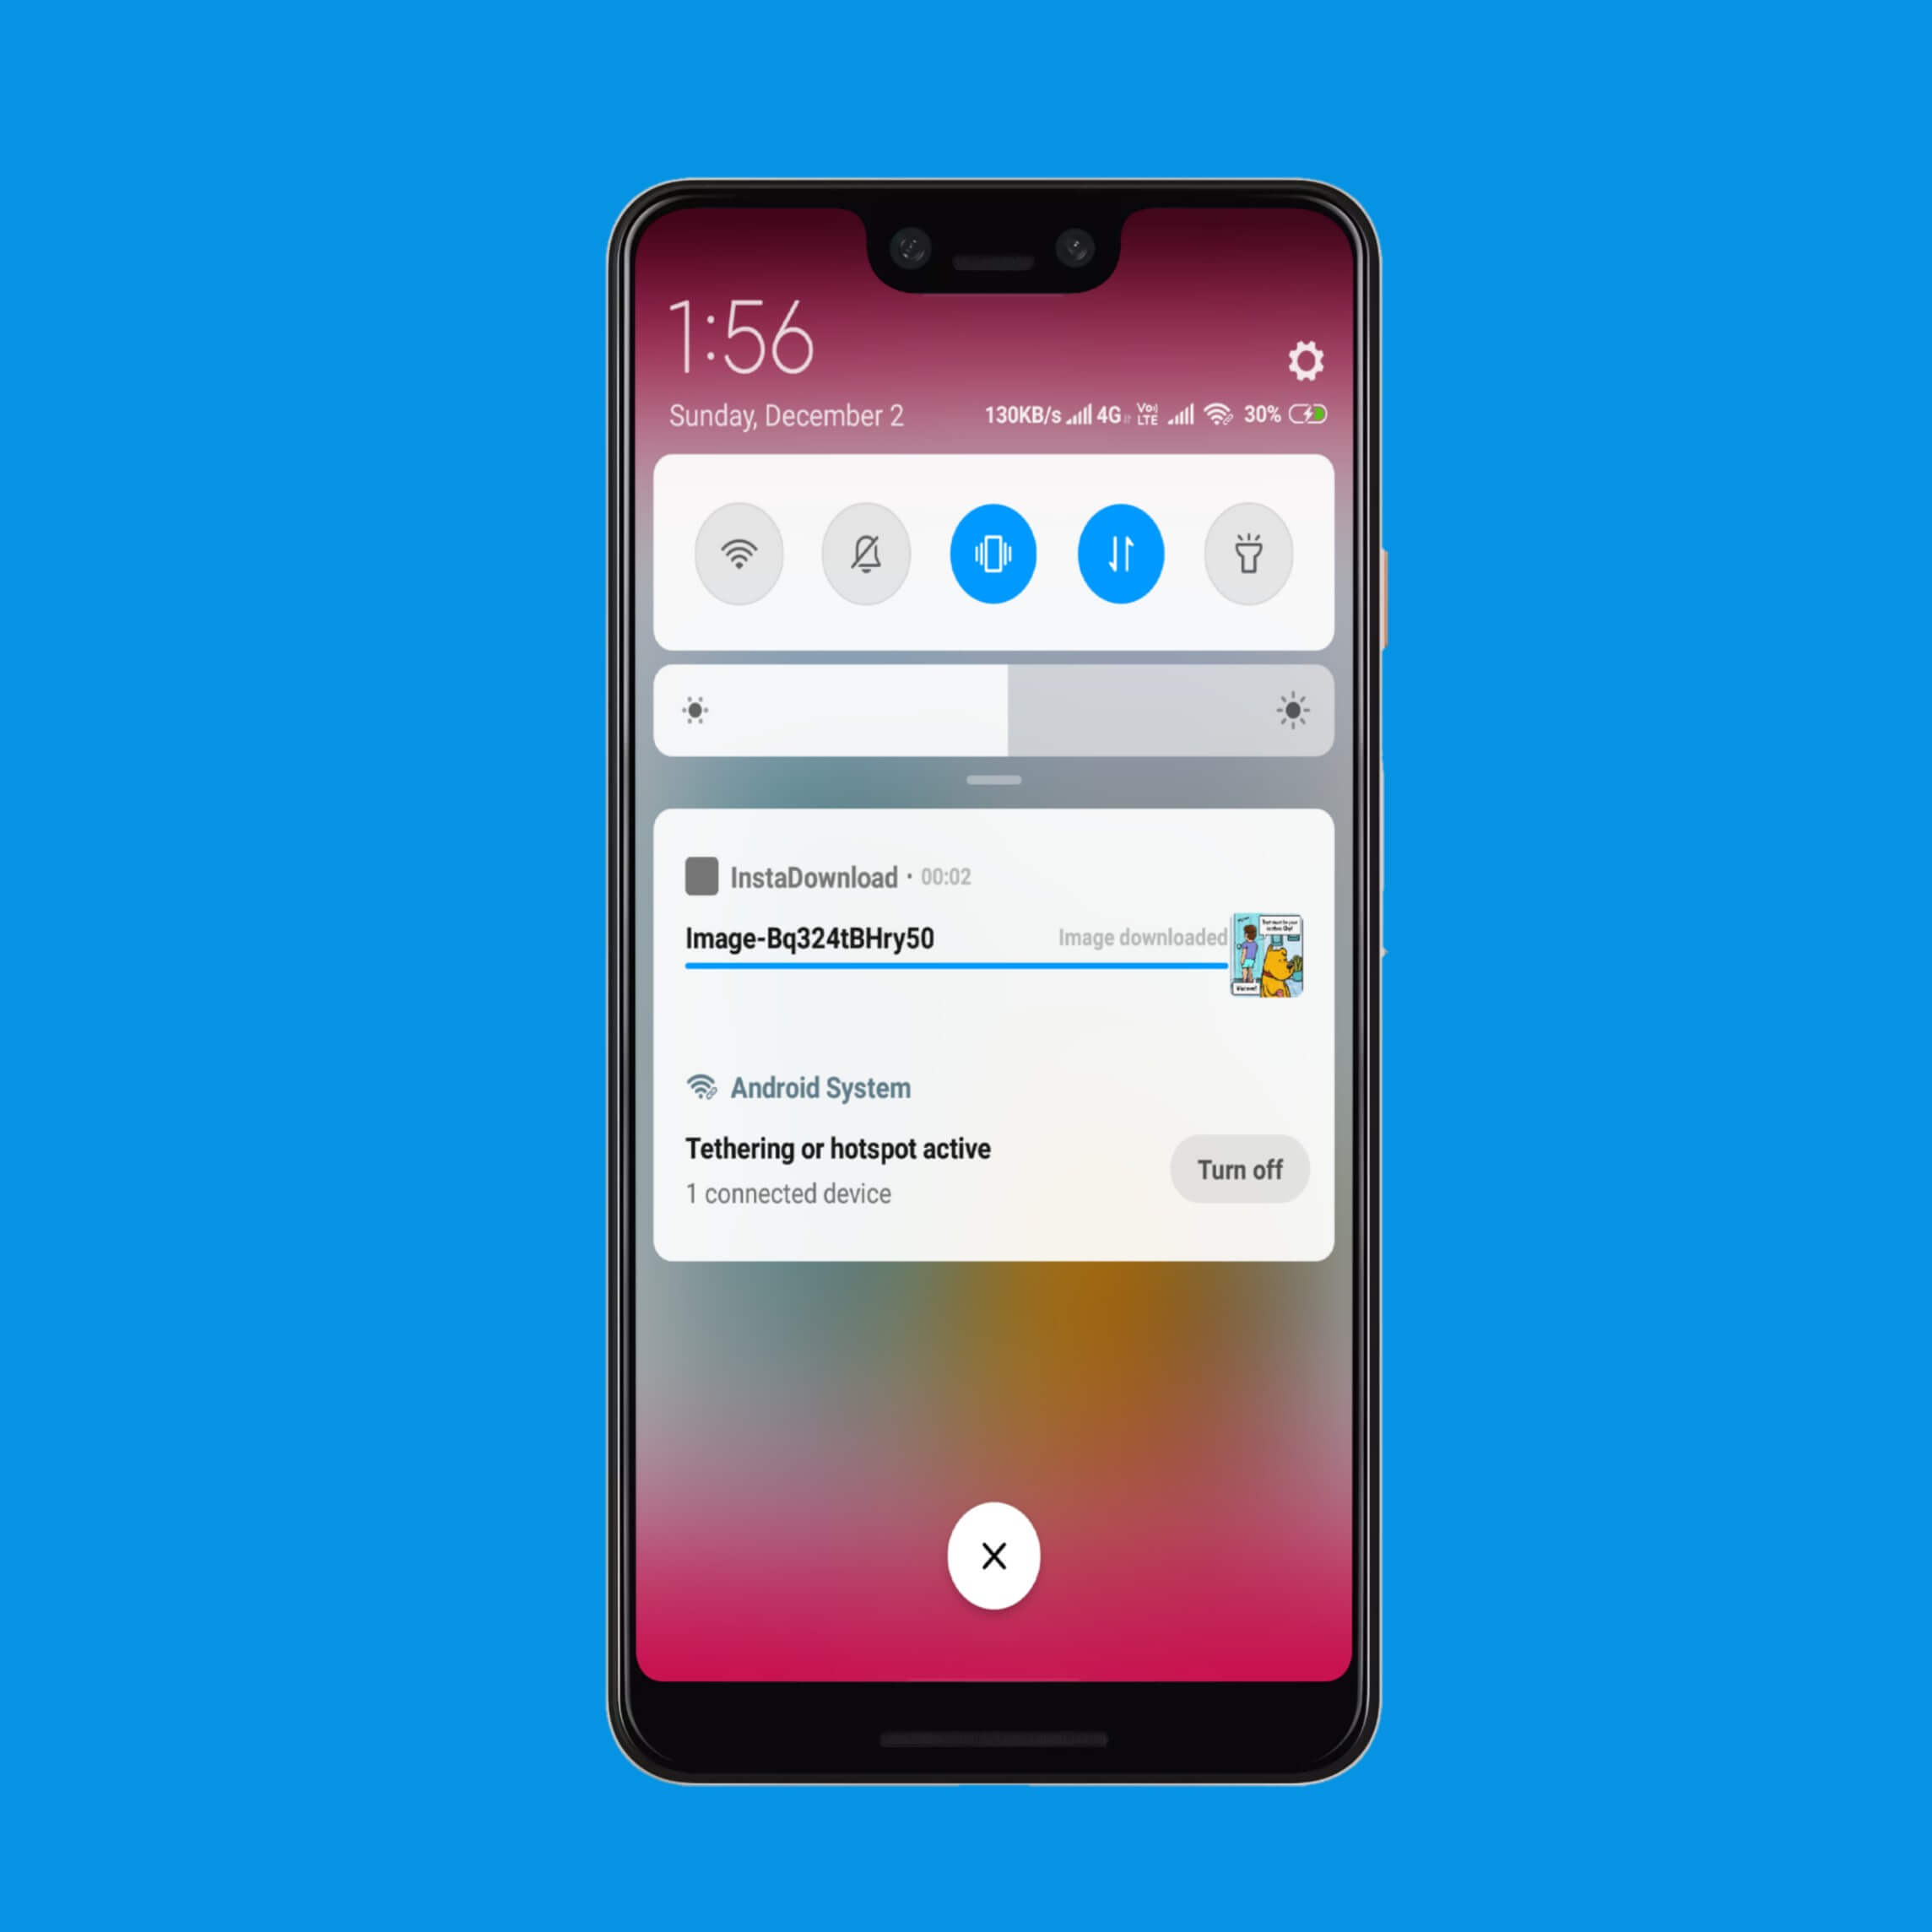 1:56
Sunday, December 2
130KB/s 4G Vo) LTE 30%
InstaDownload · 00:02
Image-Bq324tBHry50
Image downloaded
Android System
Tethering or hotspot active
1 connected device
Turn off